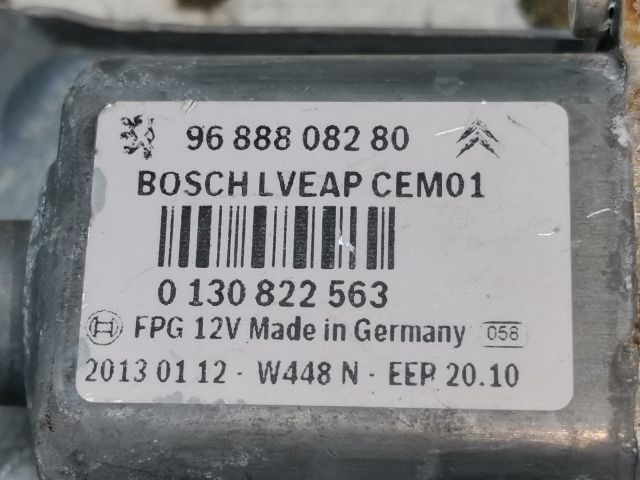 96 888 082 80
BOSCH LVEAP CEM01
0 130 822 563
FPG 12V Made in Germany 058
2013 01 12 - W448 N - EEP 20.10